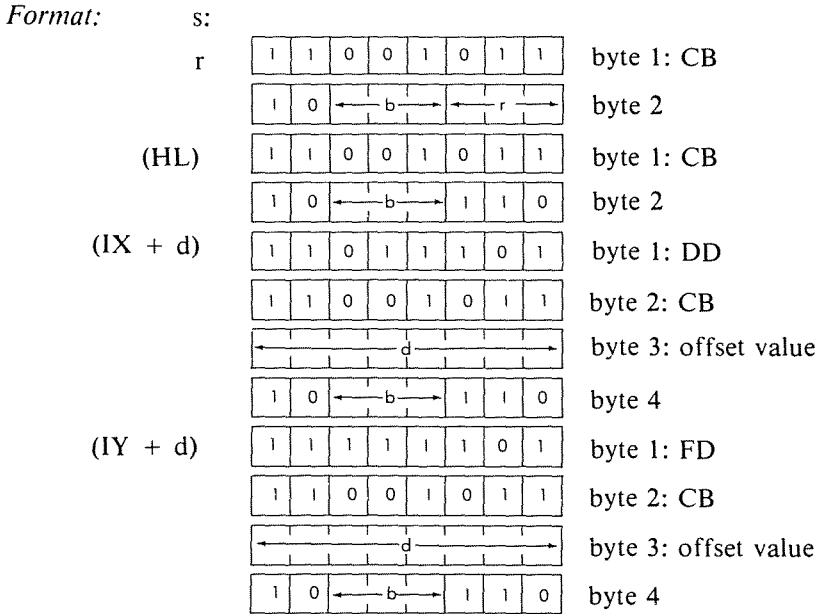 Format: s:
r 1 1 0 0 1 0 1 1 byte 1: CB
1 0 b r byte 2
(HL) 1 1 0 0 1 0 1 1 byte 1: CB
1 0 b 1 1 0 byte 2
(IX + d) 1 1 0 1 1 1 0 1 byte 1: DD
1 1 0 0 1 0 1 1 byte 2: CB
d byte 3: offset value
1 0 b 1 1 0 byte 4
(IY + d) 1 1 1 1 1 1 0 1 byte 1: FD
1 1 0 0 1 0 1 1 byte 2: CB
d byte 3: offset value
1 0 b 1 1 0 byte 4